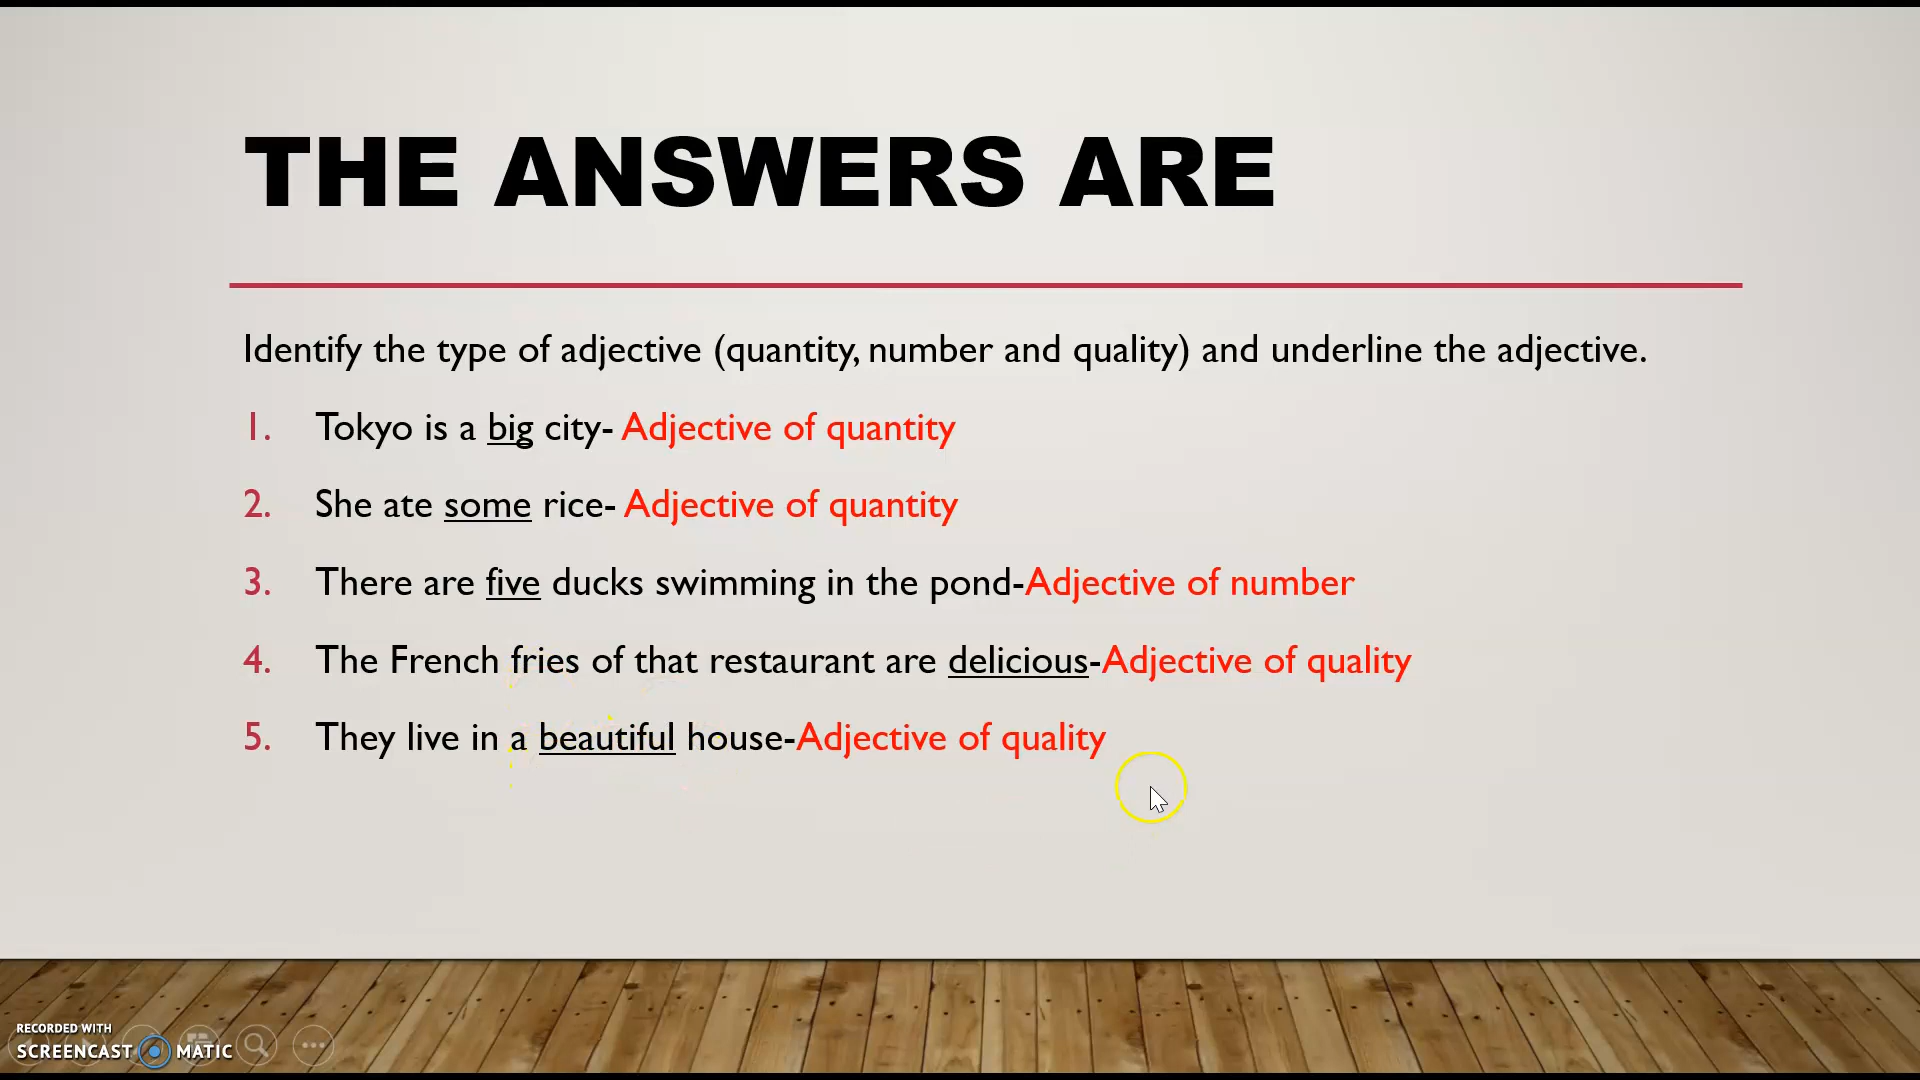 THE ANSWERS ARE
Identify the type of adjective (quantity, number and quality) and underline the adjective.
1. Tokyo is a big city- Adjective of quantity
2. She ate some rice- Adjective of quantity
3. There are five ducks swimming in the pond-Adjective of number
4. The French fries of that restaurant are delicious-Adjective of quality
5. They live in a beautiful house-Adjective of quality
RECORDED WITH
SCREENCAST MATIC